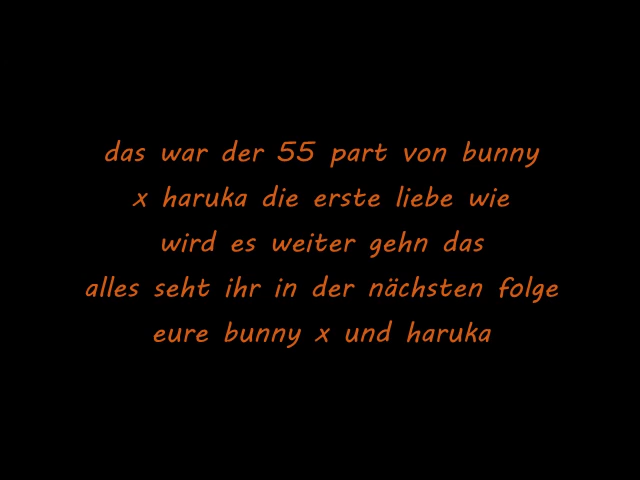 das war der 55 part von bunny
x haruka die erste liebe wie
wird es weiter gehn das
alles seht ihr in der nächsten folge
eure bunny x und haruka